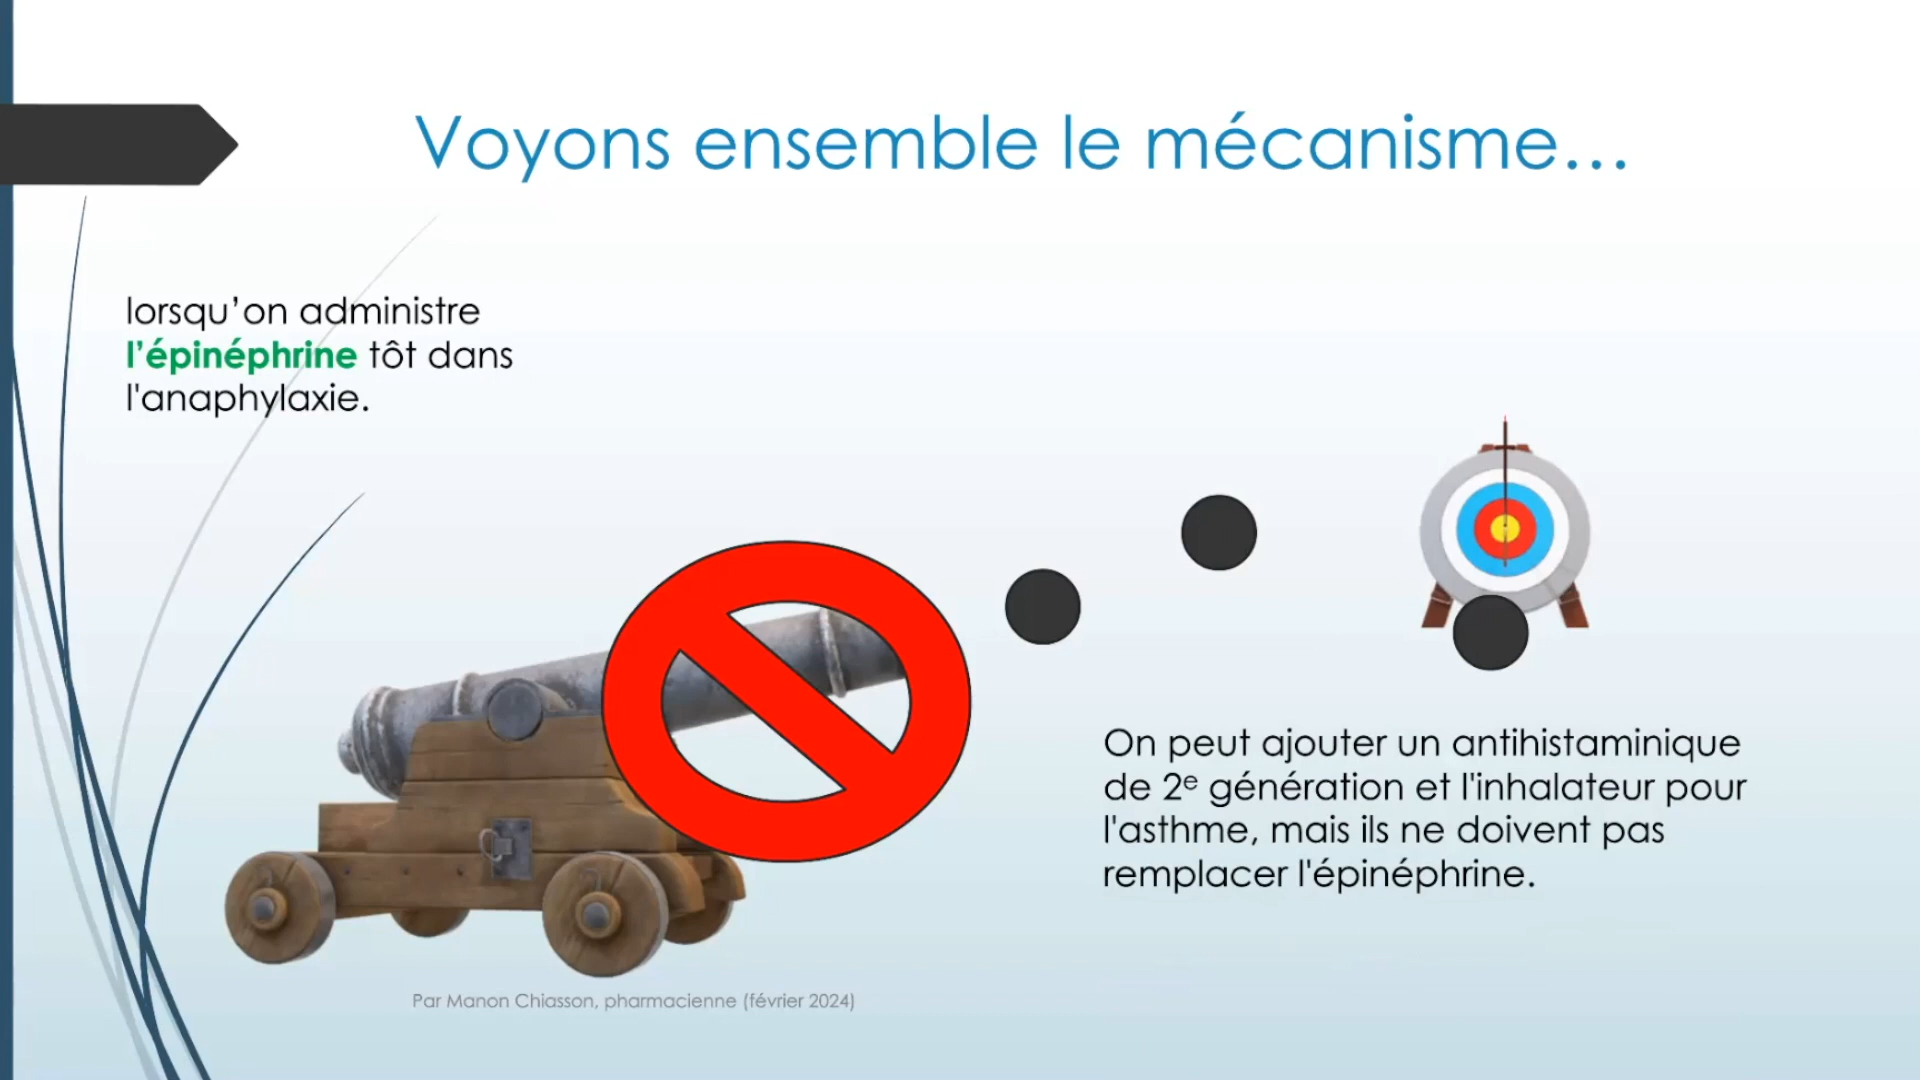 Voyons ensemble le mécanisme…
lorsqu’on administre
l’épinéphrine tôt dans
l'anaphylaxie.
On peut ajouter un antihistaminique
de 2ᵉ génération et l'inhalateur pour
l'asthme, mais ils ne doivent pas
remplacer l'épinéphrine.
Par Manon Chiasson, pharmacienne (février 2024)